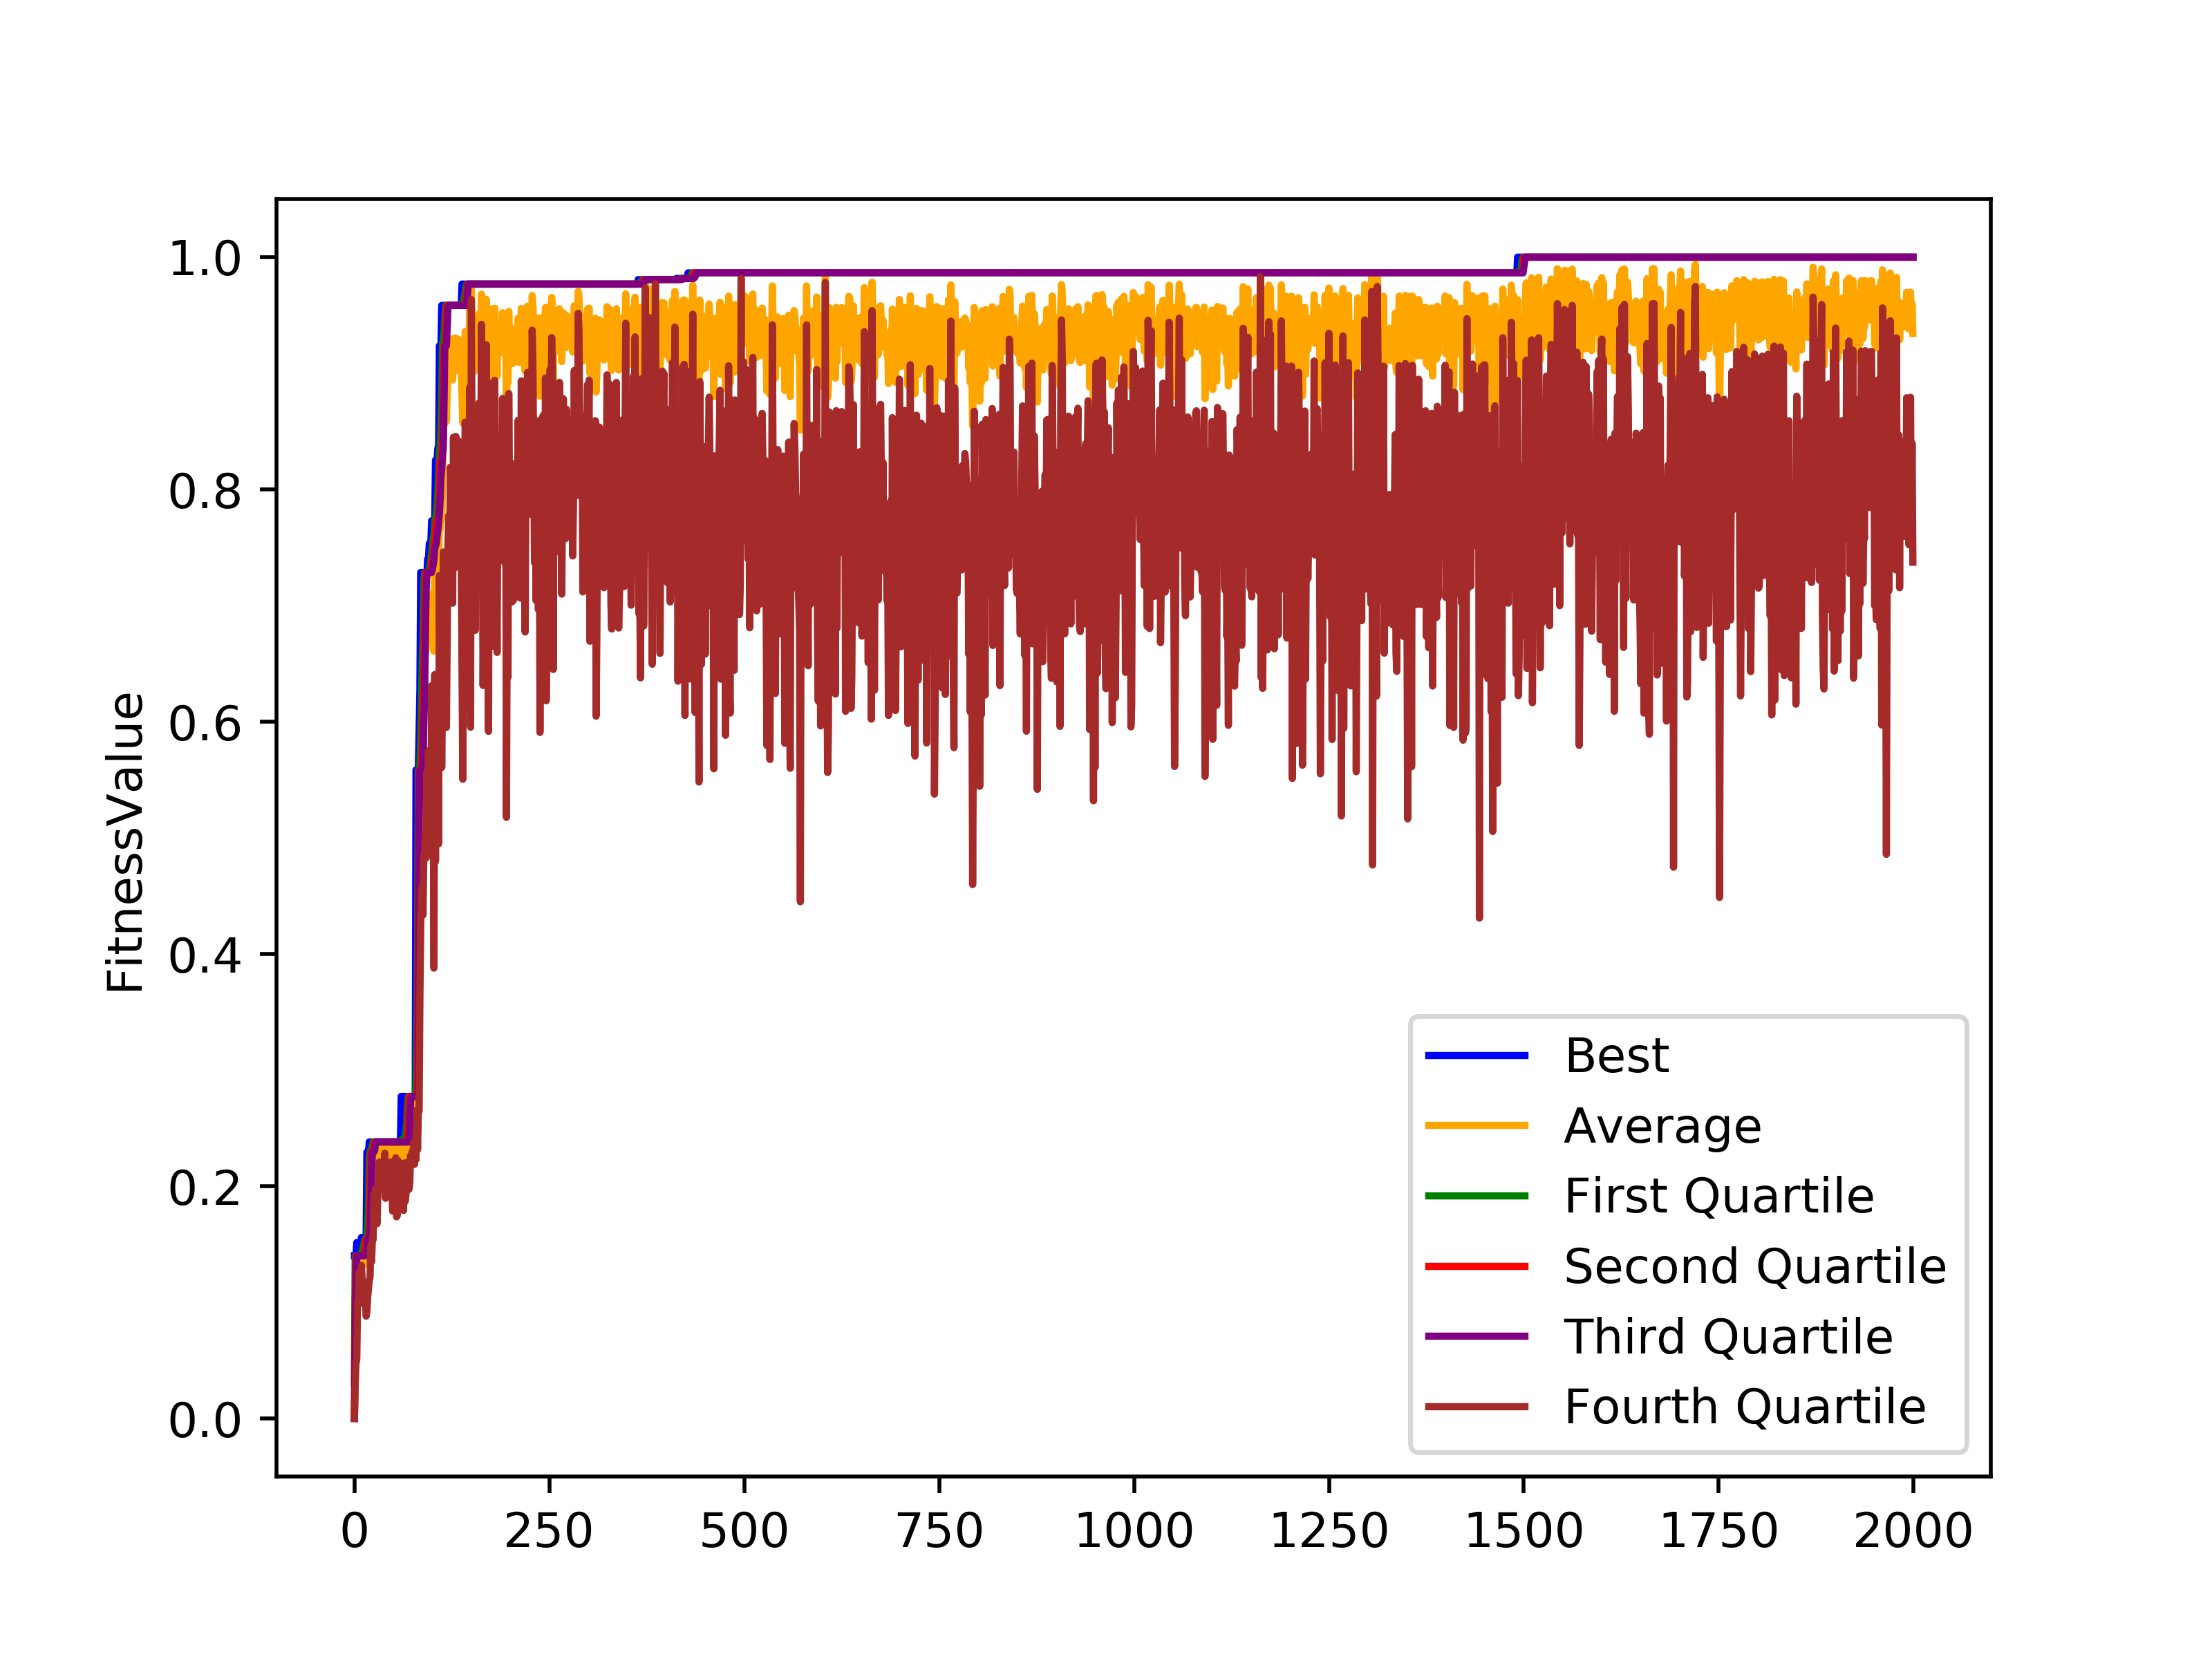 1.0
0.8
0.6
0.4
0.2
0.0
FitnessValue
0 250 500 750 1000 1250 1500 1750 2000
Best
Average
First Quartile
Second Quartile
Third Quartile
Fourth Quartile